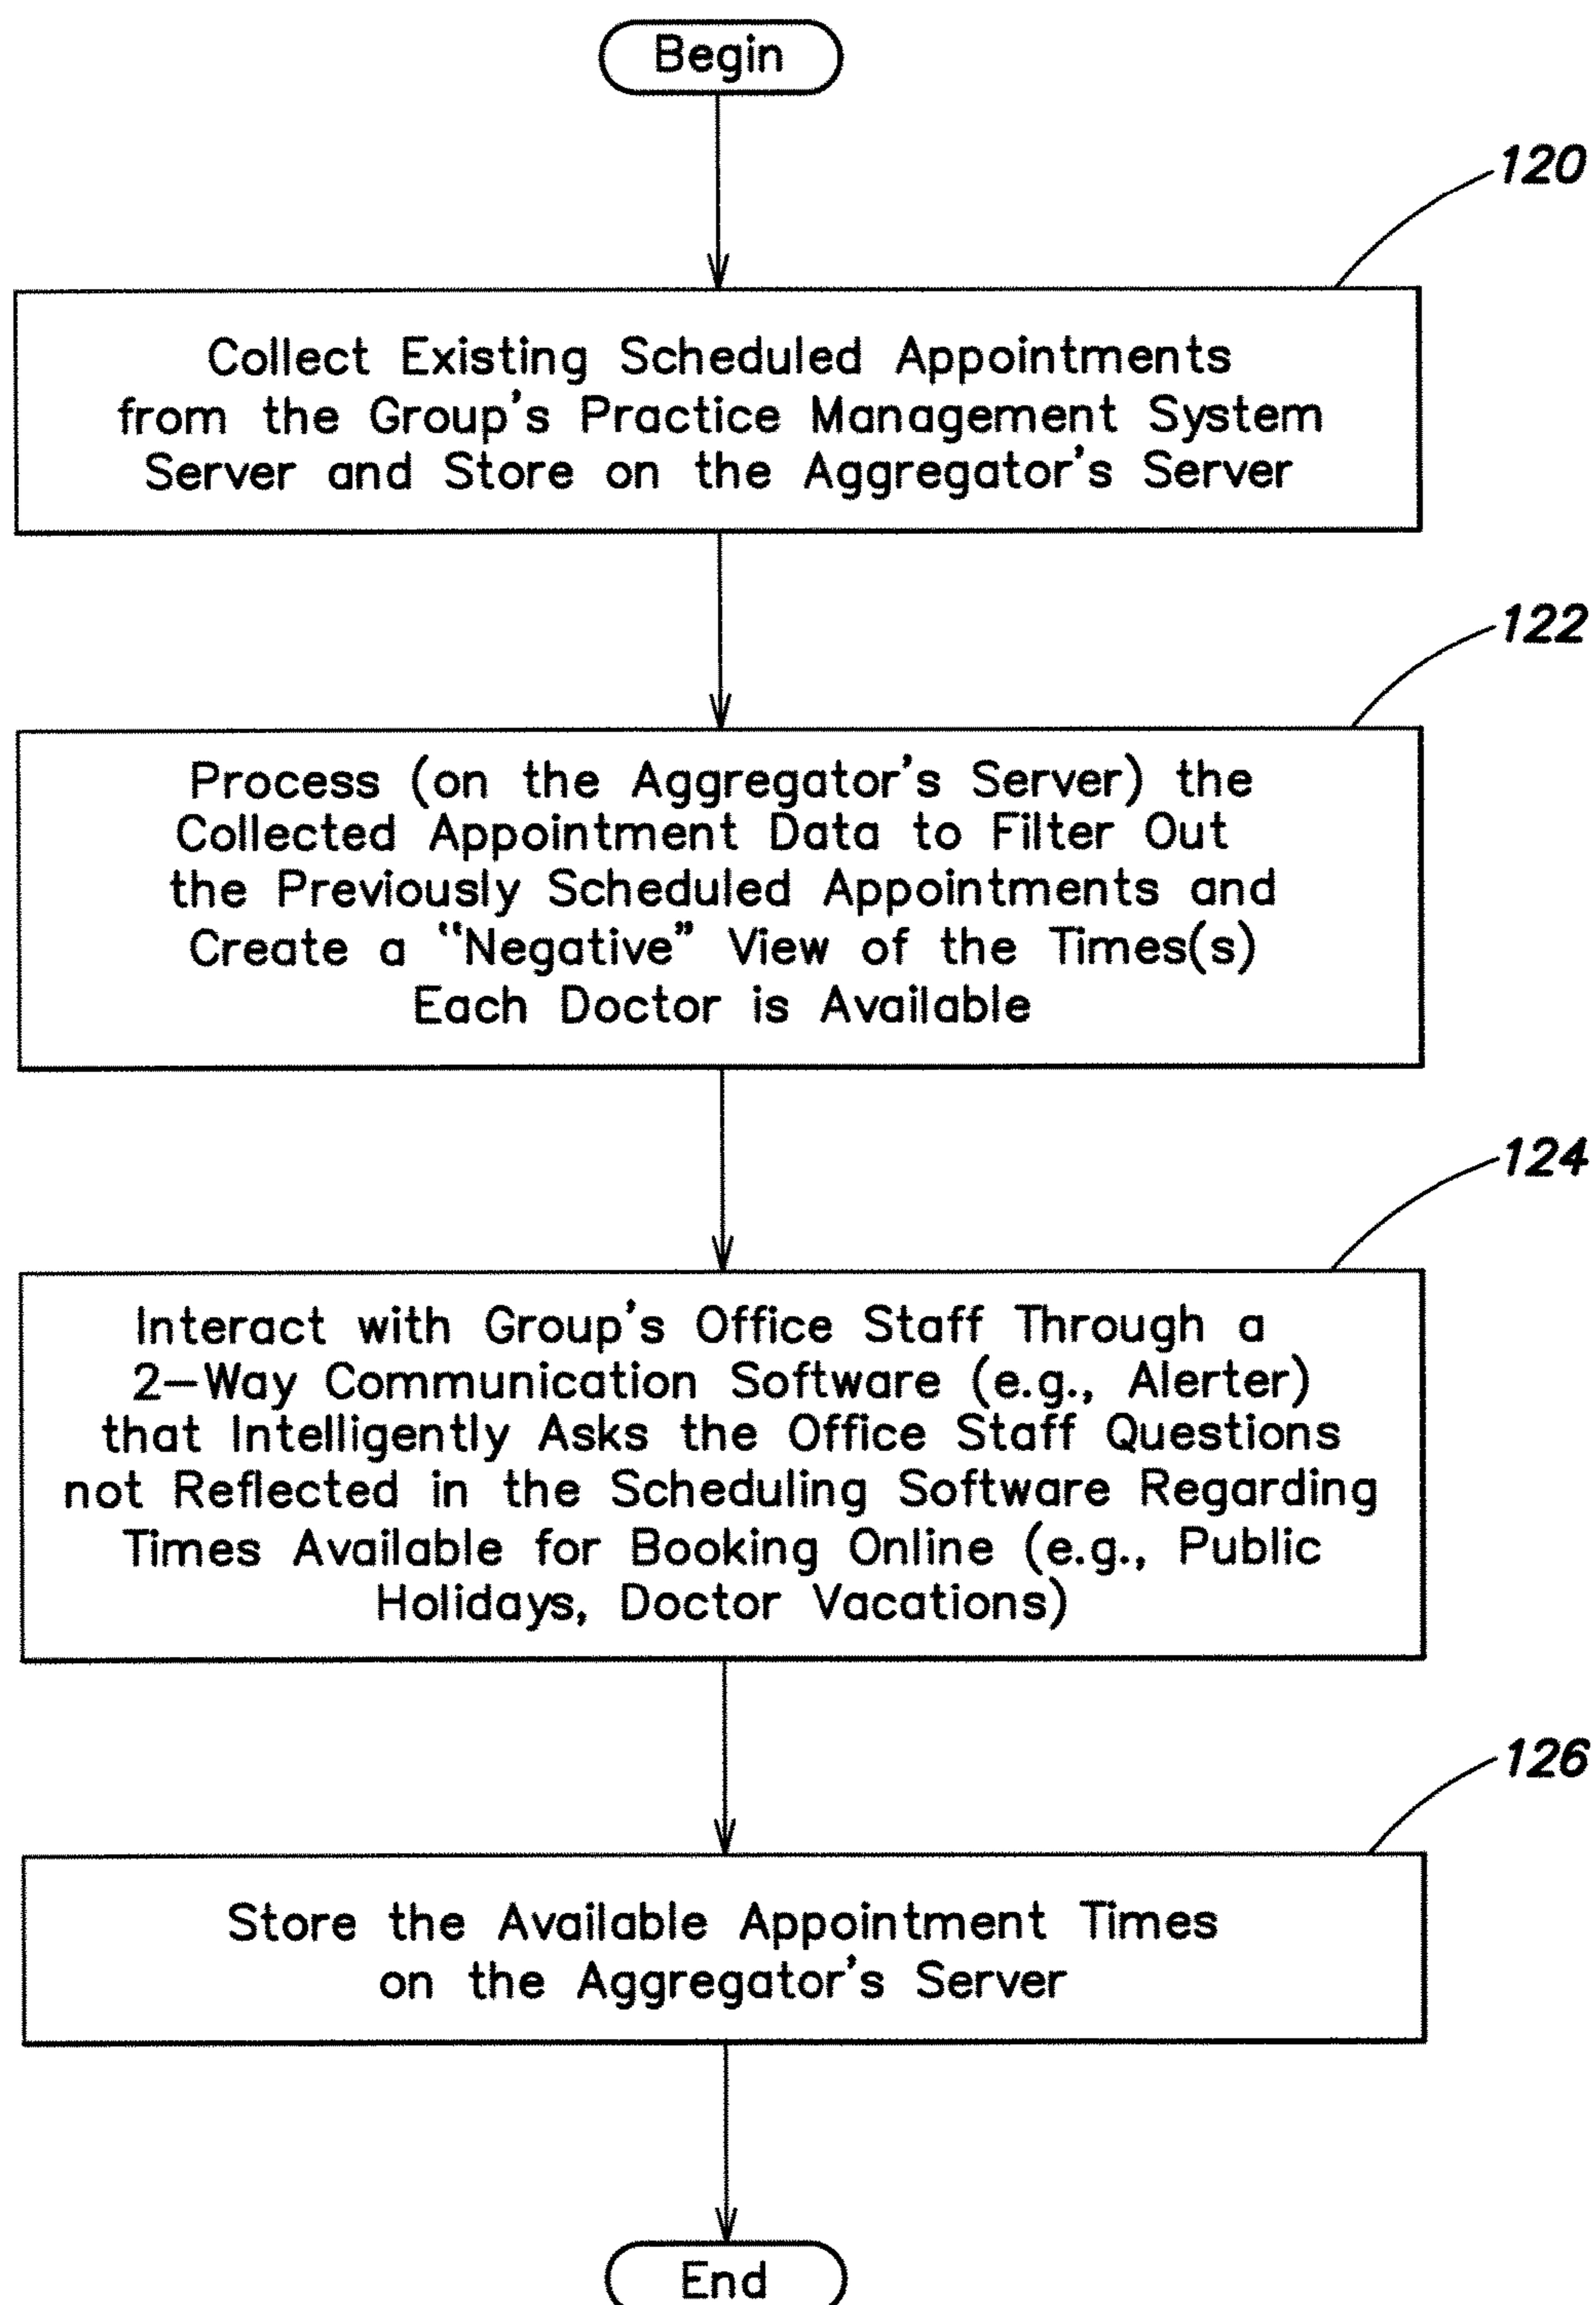 Begin
120
Collect Existing Scheduled Appointments
from the Group's Practice Management System
Server and Store on the Aggregator's Server
122
Process (on the Aggregator's Server) the
Collected Appointment Data to Filter Out
the Previously Scheduled Appointments and
Create a “Negative” View of the Times(s)
Each Doctor is Available
124
Interact with Group's Office Staff Through a
2–Way Communication Software (e.g., Alerter)
that Intelligently Asks the Office Staff Questions
not Reflected in the Scheduling Software Regarding
Times Available for Booking Online (e.g., Public
Holidays, Doctor Vacations)
126
Store the Available Appointment Times
on the Aggregator's Server
End